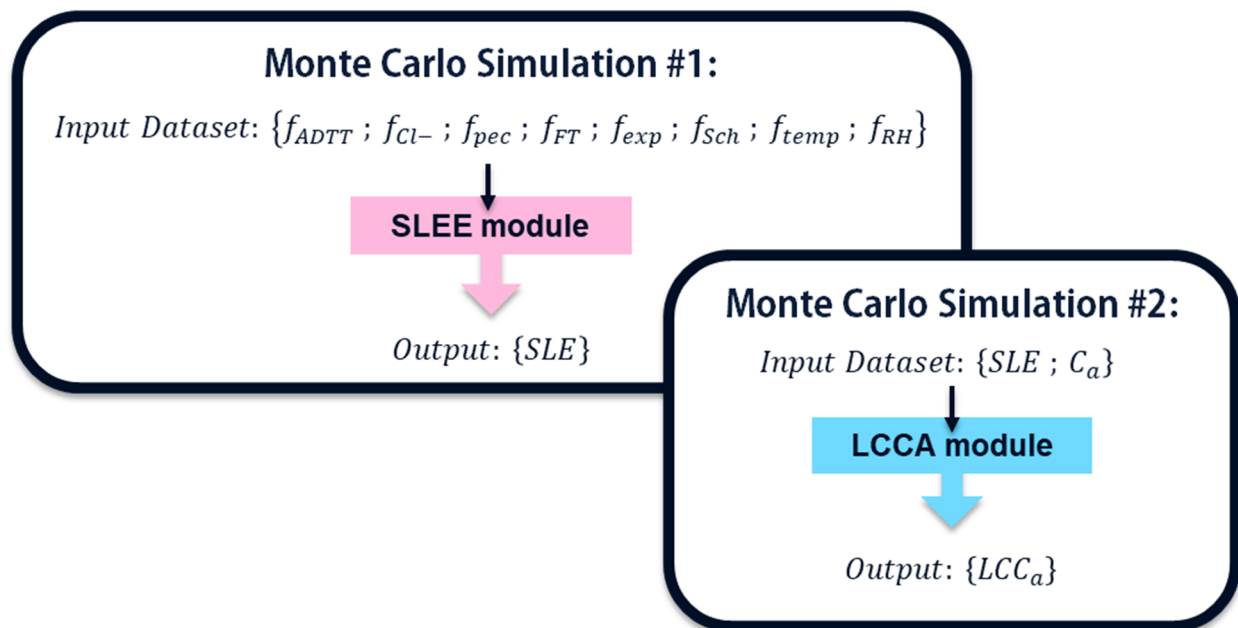 Monte Carlo Simulation #1:
Input Dataset: {f_ADTT ; f_Cl− ; f_pec ; f_FT ; f_exp ; f_Sch ; f_temp ; f_RH}
SLEE module
Output: {SLE}
Monte Carlo Simulation #2:
Input Dataset: {SLE ; C_a}
LCCA module
Output: {LCC_a}